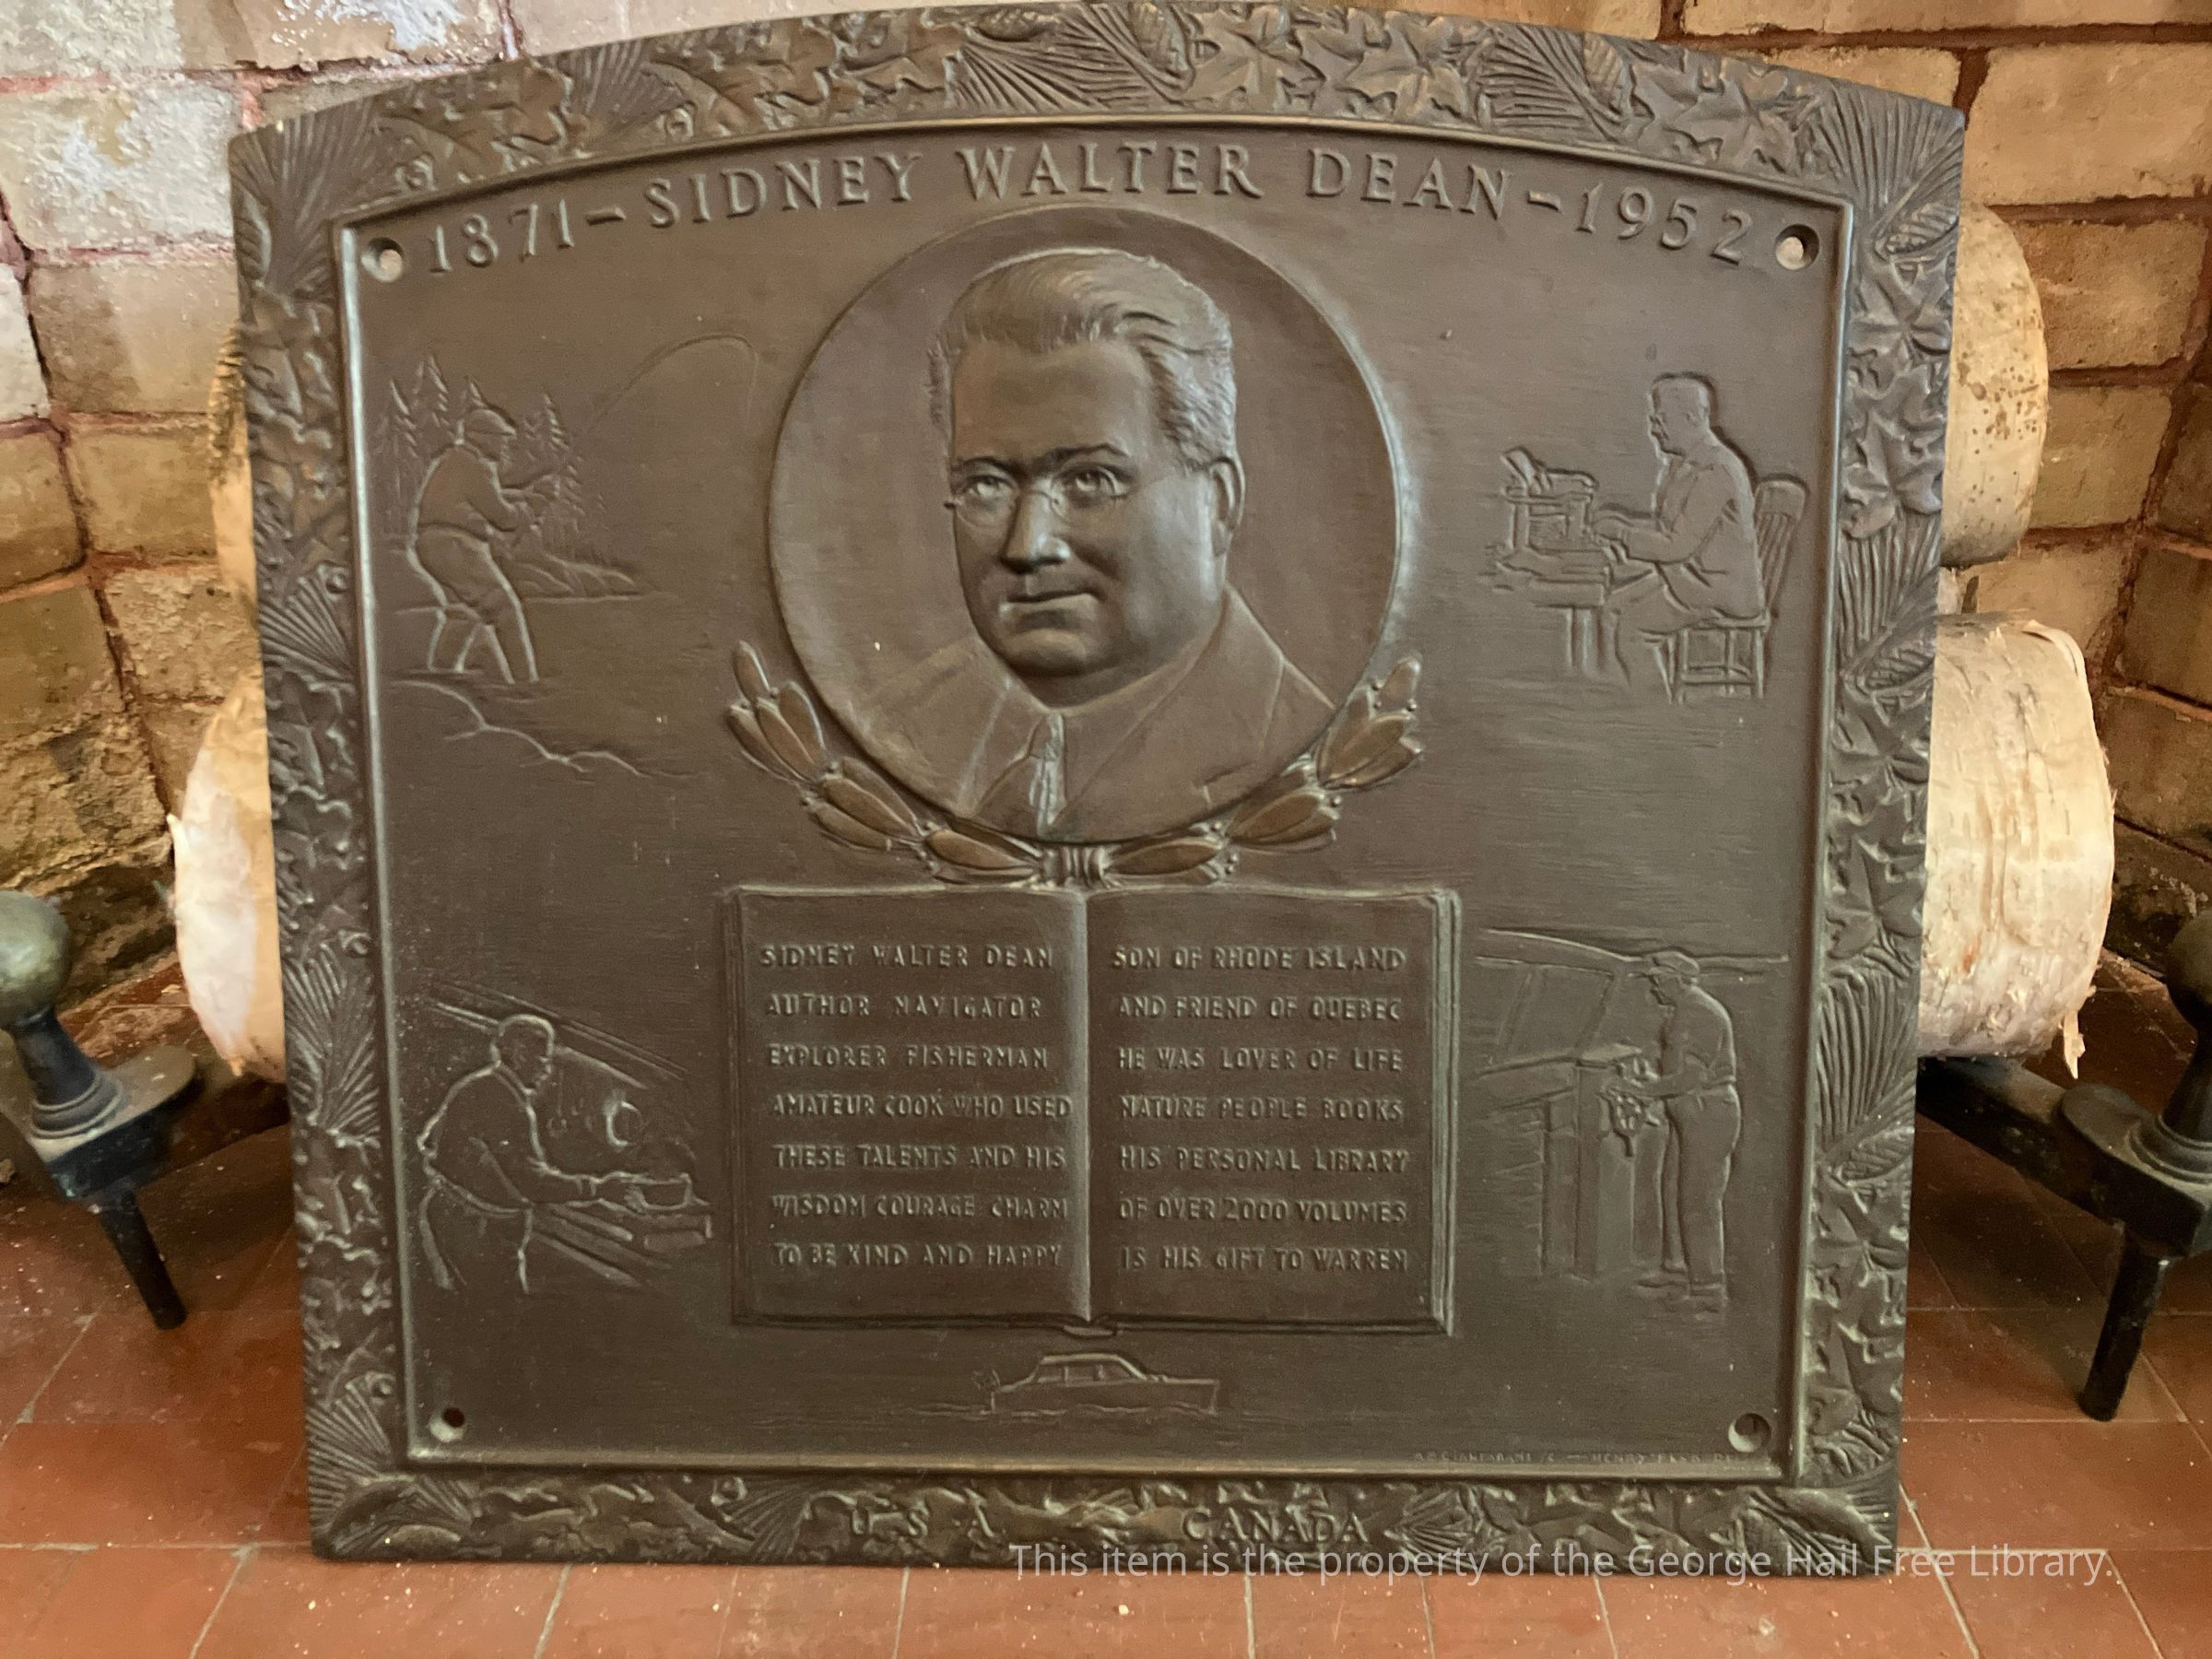 1871 – SIDNEY WALTER DEAN – 1952
SIDNEY WALTER DEAN
AUTHOR NAVIGATOR
EXPLORER FISHERMAN
AMATEUR COOK WHO USED
THESE TALENTS AND HIS
WISDOM COURAGE CHARM
TO BE KIND AND HAPPY
SON OF RHODE ISLAND
AND FRIEND OF QUEBEC
HE WAS LOVER OF LIFE
NATURE PEOPLE BOOKS
HIS PERSONAL LIBRARY
OF OVER 2000 VOLUMES
IS HIS GIFT TO WARREN
U S A CANADA
This item is the property of the George Hail Free Library.